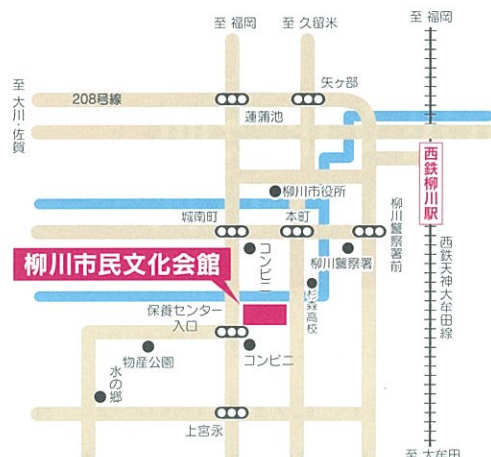 至 福岡
至 久留米
至 福岡
至 大川・佐賀
208号線
矢ヶ部
蓮蒲池
西鉄柳川駅
柳川市役所
城南町
本町
柳川警察署前
コンビニ
柳川警察署
西鉄天神大牟田線
柳川市民文化会館
杉森高校
保養センター
入口
物産公園
コンビニ
水の郷
上宮永
至 大牟田